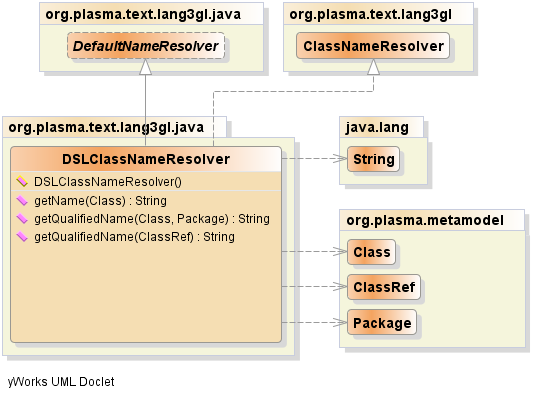 org.plasma.text.lang3gl.java
DefaultNameResolver
org.plasma.text.lang3gl
ClassNameResolver
org.plasma.text.lang3gl.java
DSLClassNameResolver
DSLClassNameResolver()
getName(Class) : String
getQualifiedName(Class, Package) : String
getQualifiedName(ClassRef) : String
java.lang
String
org.plasma.metamodel
Class
ClassRef
Package
yWorks UML Doclet